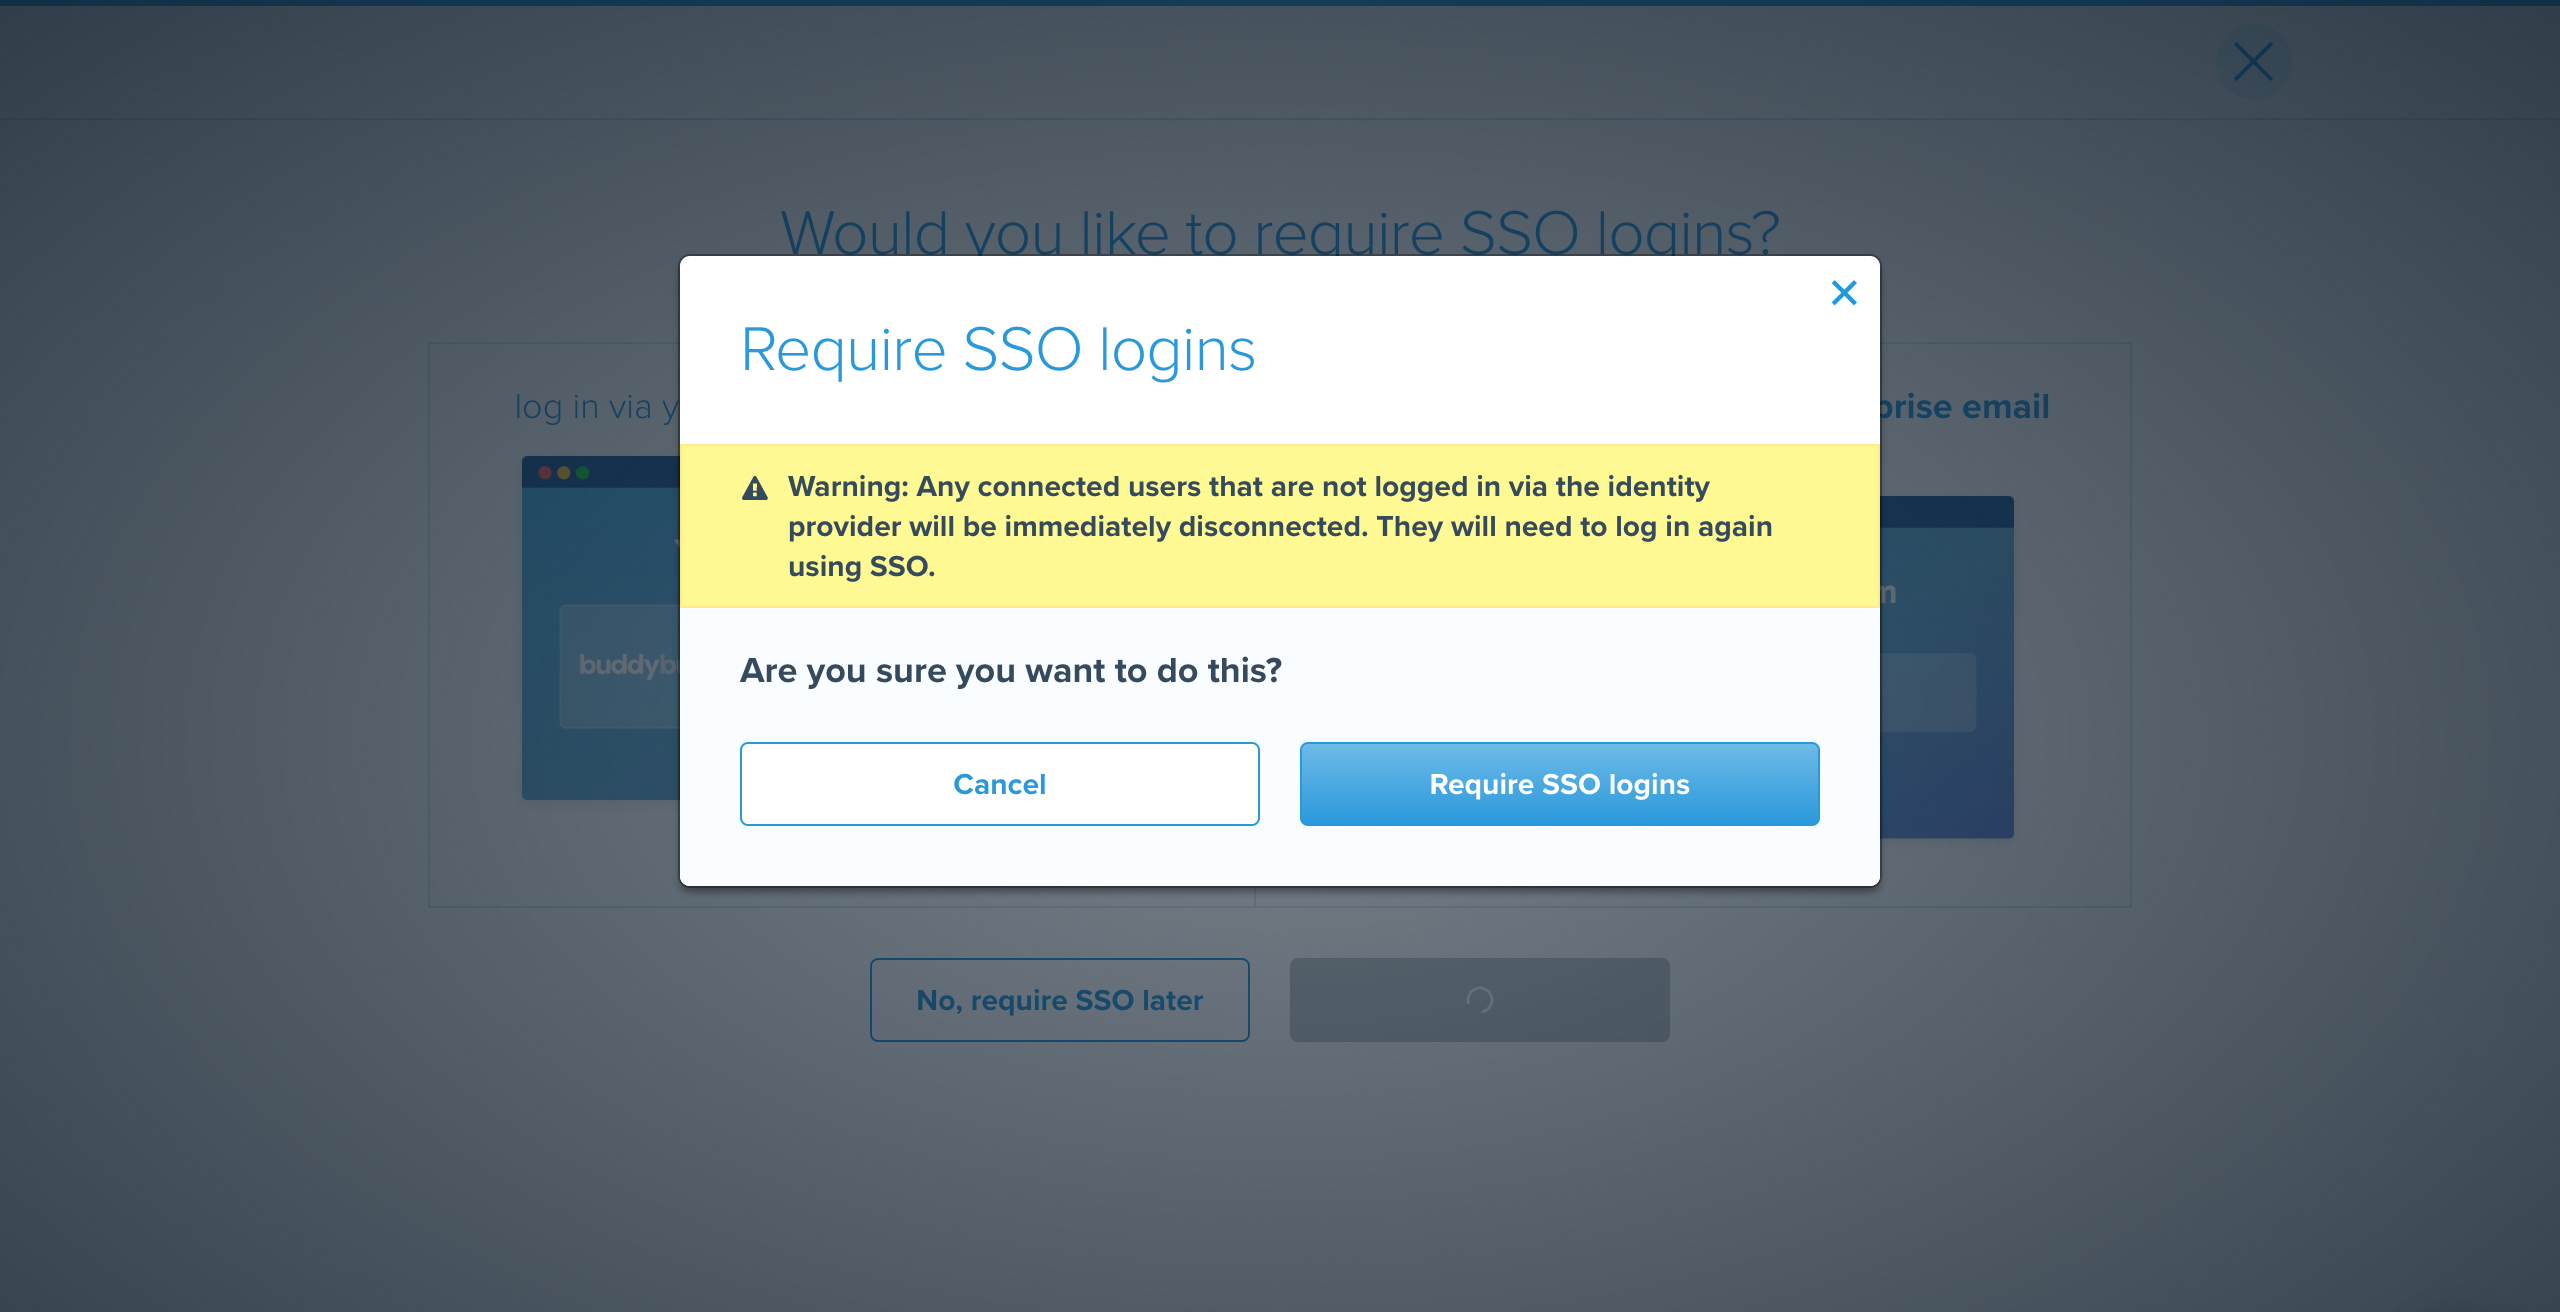 Would you like to require SSO logins?
Require SSO logins
log in via
prise email
Warning: Any connected users that are not logged in via the identity
provider will be immediately disconnected. They will need to log in again
using SSO.
buddyb
Are you sure you want to do this?
Cancel
Require SSO logins
No, require SSO later